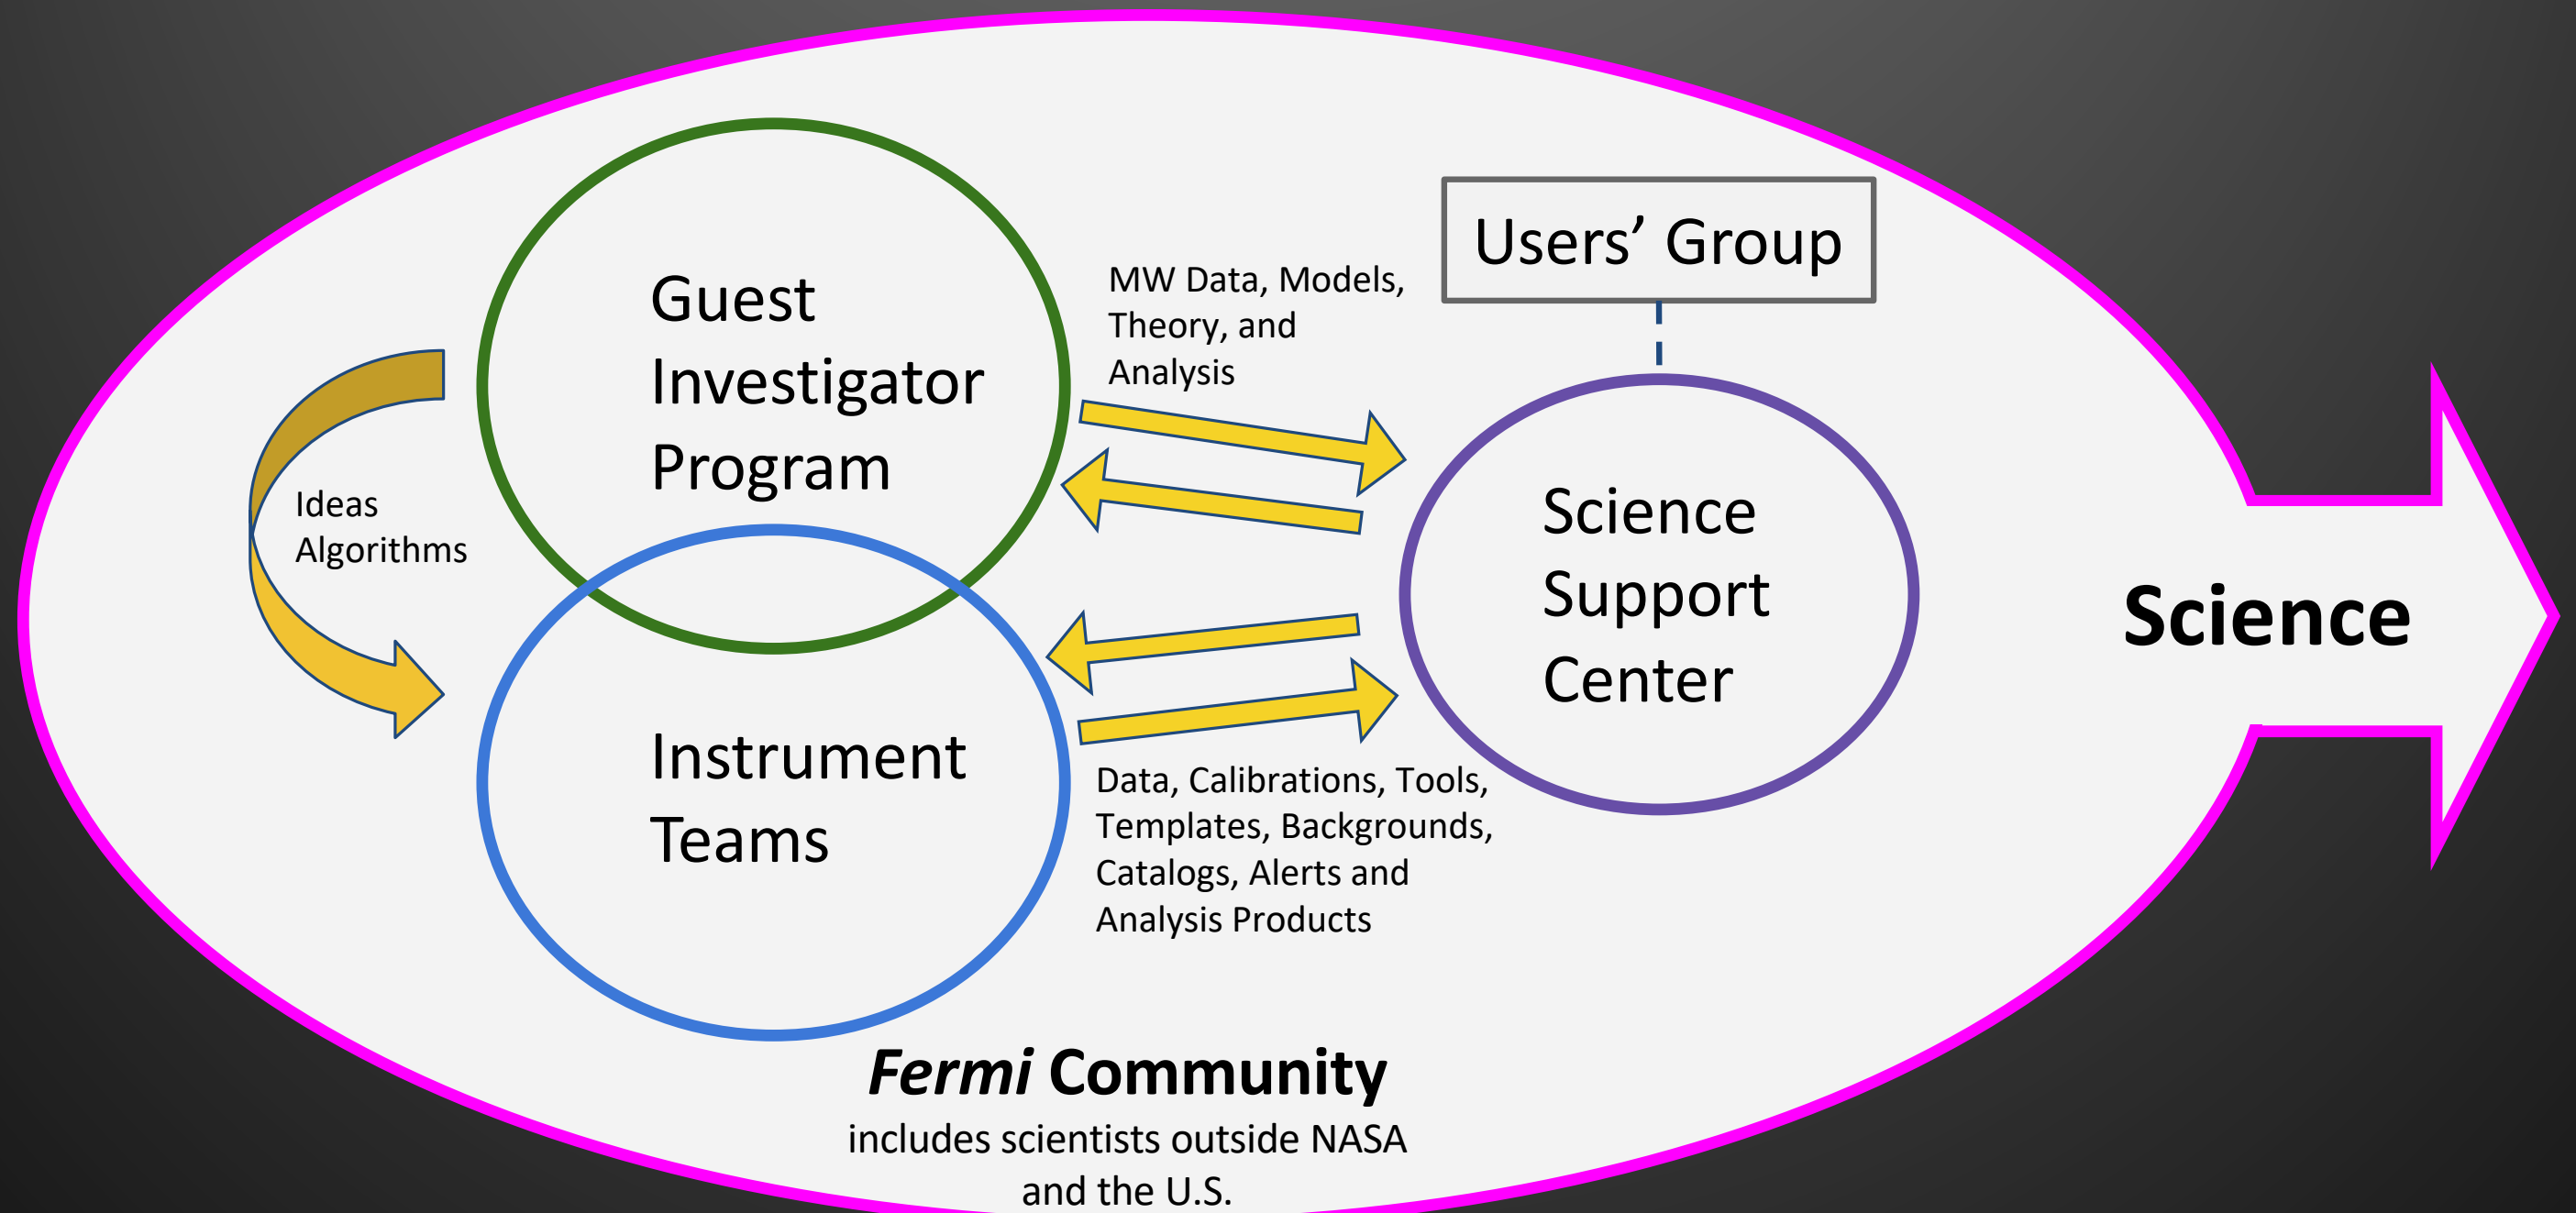 Guest
Investigator
Program
MW Data, Models,
Theory, and
Analysis
Users’ Group
Ideas
Algorithms
Science
Support
Center
Science
Instrument
Teams
Data, Calibrations, Tools,
Templates, Backgrounds,
Catalogs, Alerts and
Analysis Products
Fermi Community
includes scientists outside NASA
and the U.S.